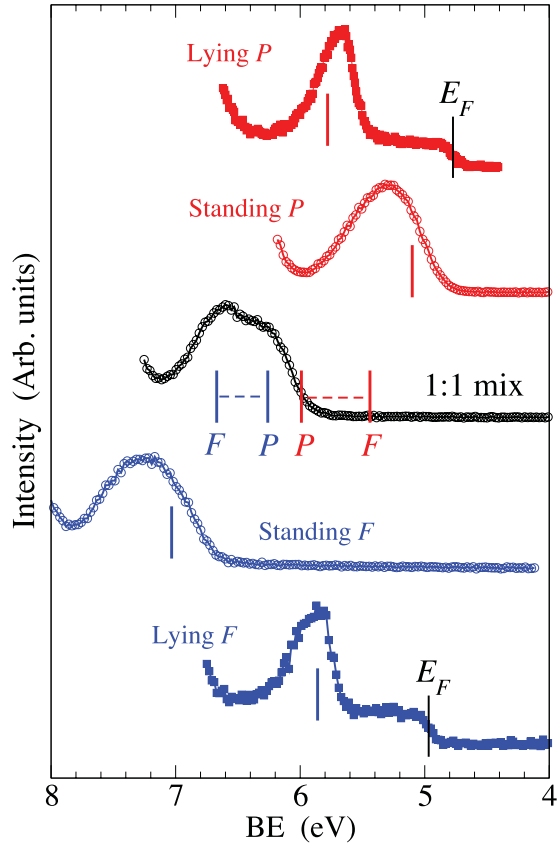 Lying P
E_F
Standing P
1:1 mix
F P P F
Standing F
Lying F
E_F
8 7 6 5 4
BE (eV)
Intensity (Arb. units)